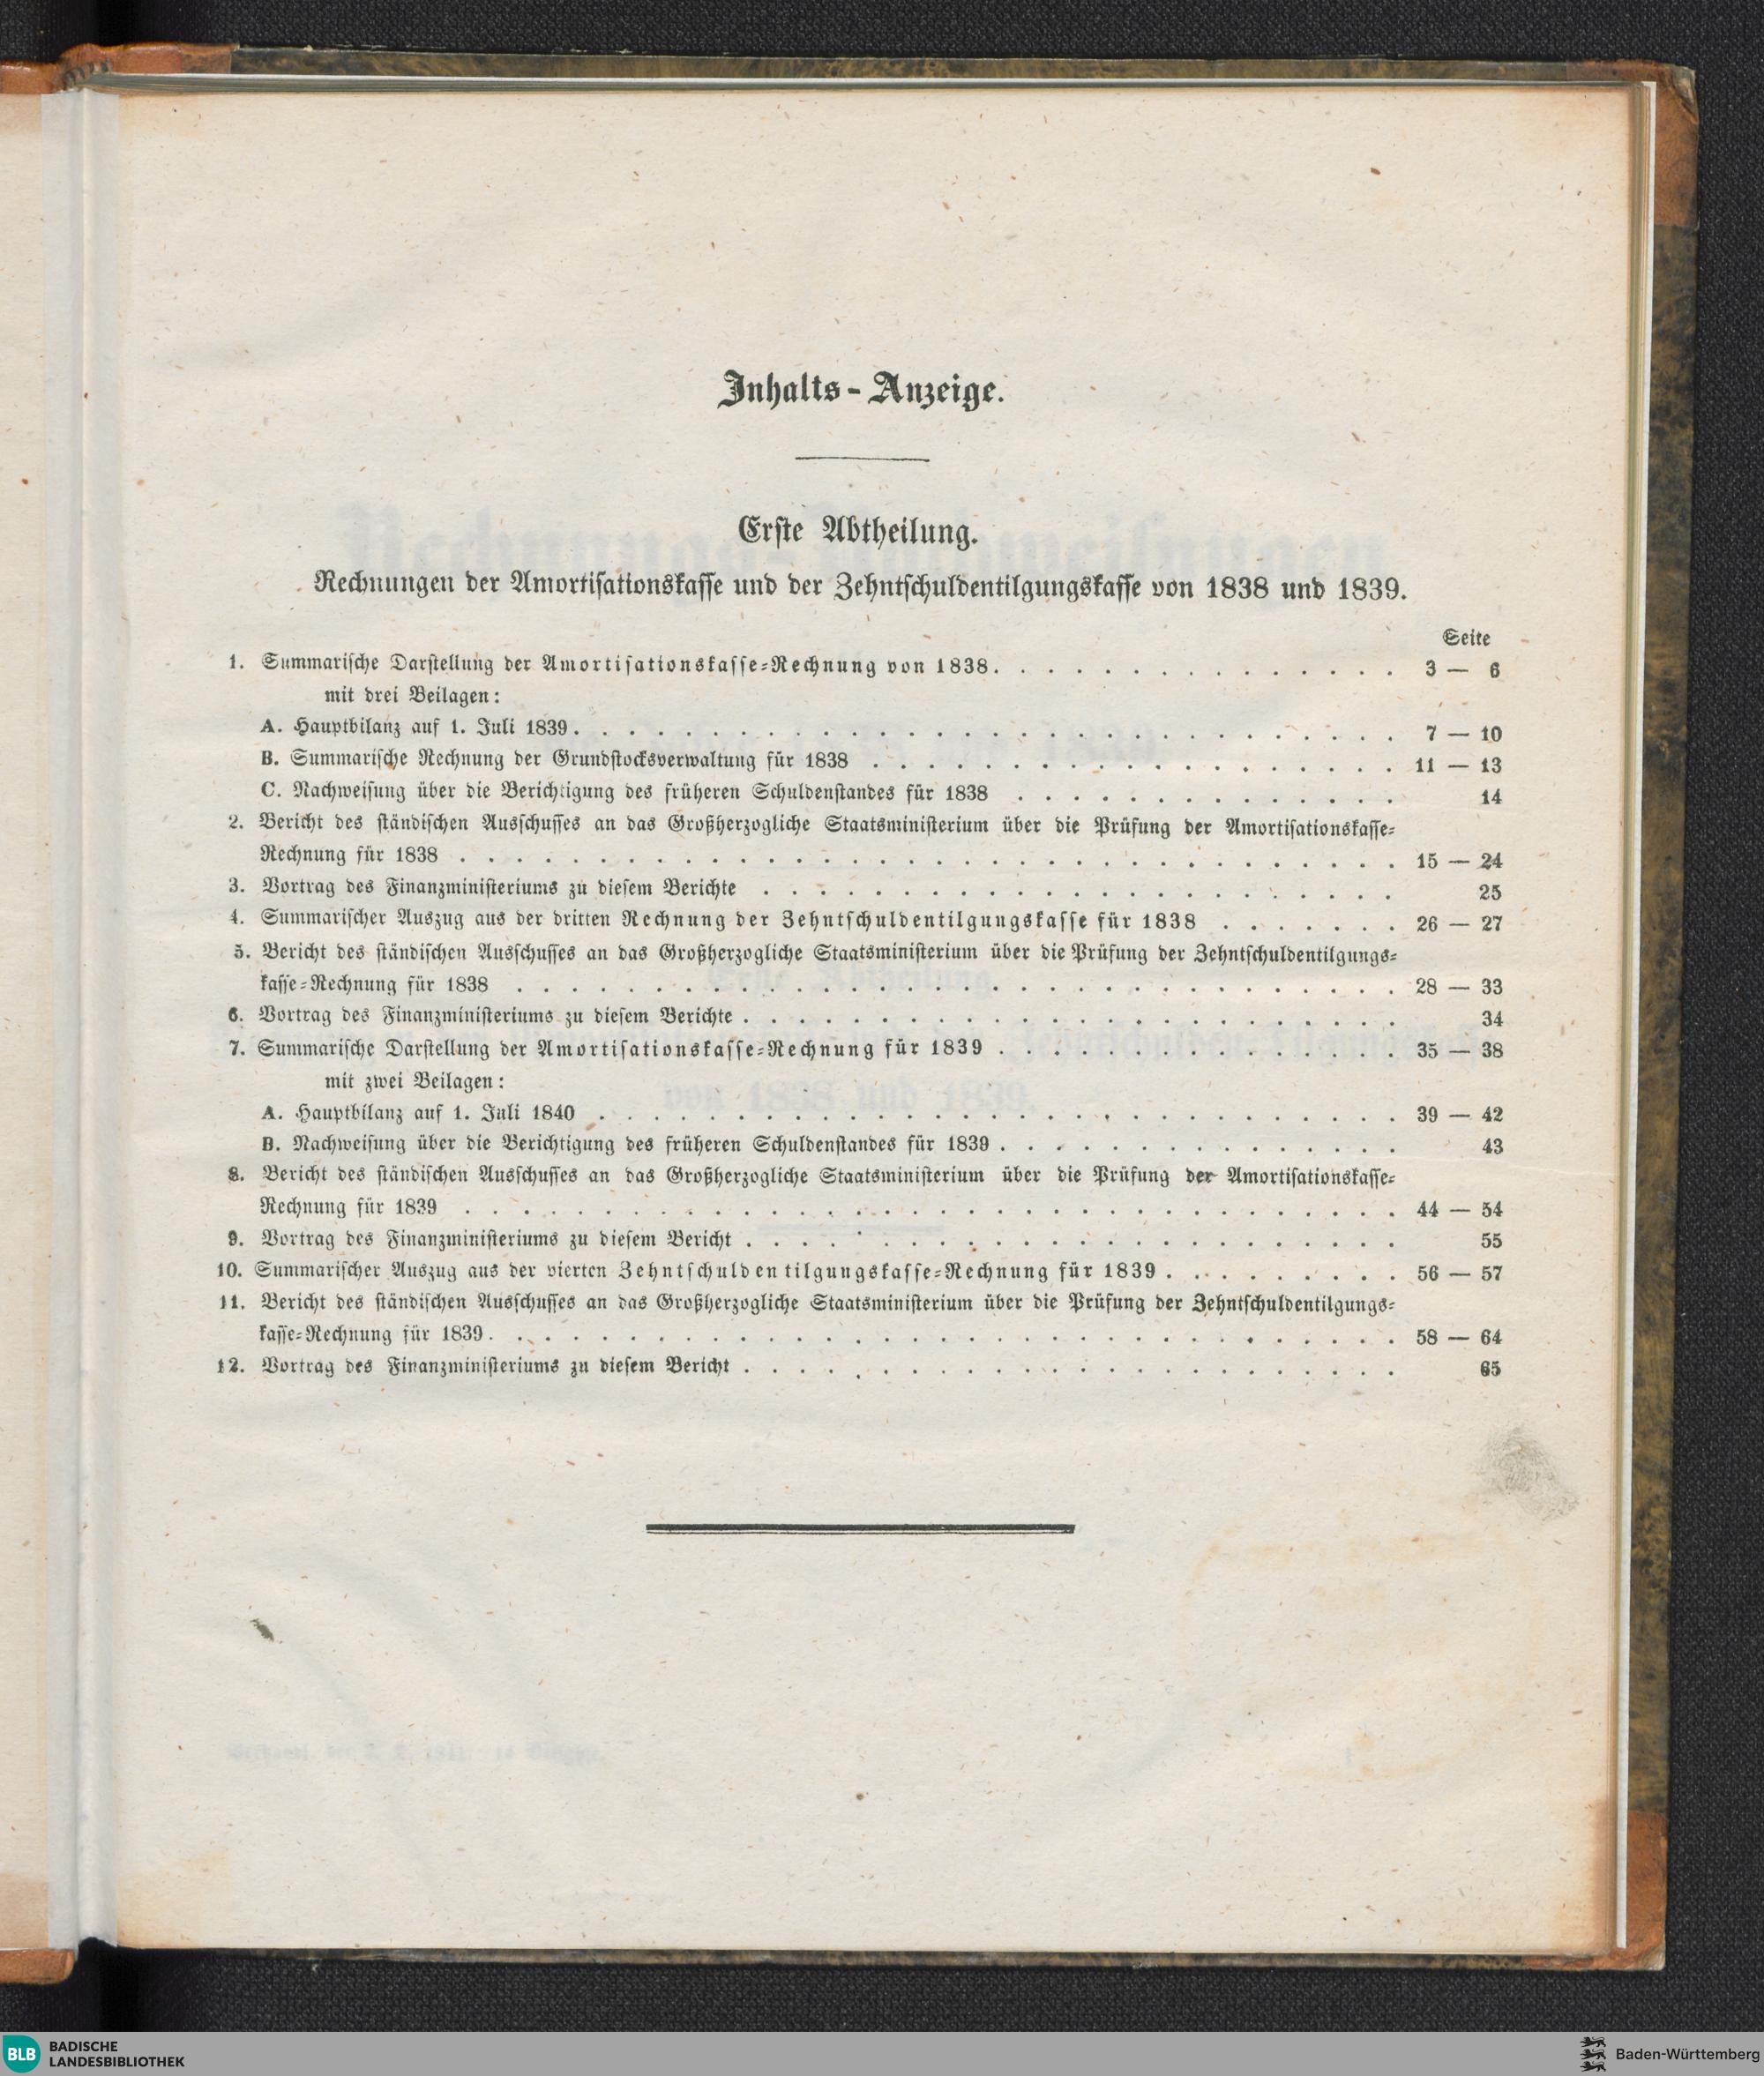 Inhalts-Anzeige.
Erste Abtheilung.
Rechnungen der Amortisationskasse und der Zehntschuldentilgungskasse von 1838 und 1839.
Seite
1. Summarische Darstellung der Amortisationskasse-Rechnung von 1838. . . . . . . . . . . . . . . 3 — 6
mit drei Beilagen:
A. Hauptbilanz auf 1. Juli 1839 . . . . . . . . . . . . . . . . . . . . . . . . . . . . . 7 — 10
B. Summarische Rechnung der Grundstocksverwaltung für 1838 . . . . . . . . . . . . . . . . . . . 11 — 13
C. Nachweisung über die Berichtigung des früheren Schuldenstandes für 1838 . . . . . . . . . . . . . . 14
2. Bericht des ständischen Ausschusses an das Großherzogliche Staatsministerium über die Prüfung der Amortisationskasse-
Rechnung für 1838 . . . . . . . . . . . . . . . . . . . . . . . . . . . . . . . . . . 15 — 24
3. Vortrag des Finanzministeriums zu diesem Berichte . . . . . . . . . . . . . . . . . . . . . . . 25
4. Summarischer Auszug aus der dritten Rechnung der Zehntschuldentilgungskasse für 1838 . . . . . . . 26 — 27
5. Bericht des ständischen Ausschusses an das Großherzogliche Staatsministerium über die Prüfung der Zehntschuldentilgungs-
kasse-Rechnung für 1838 . . . . . . . . . . . . . . . . . . . . . . . . . . . . . . . . 28 — 33
6. Vortrag des Finanzministeriums zu diesem Berichte . . . . . . . . . . . . . . . . . . . . . . . . 34
7. Summarische Darstellung der Amortisationskasse-Rechnung für 1839 . . . . . . . . . . . . . . . 35 — 38
mit zwei Beilagen:
A. Hauptbilanz auf 1. Juli 1840 . . . . . . . . . . . . . . . . . . . . . . . . . . . . . 39 — 42
B. Nachweisung über die Berichtigung des früheren Schuldenstandes für 1839 . . . . . . . . . . . . . . . 43
8. Bericht des ständischen Ausschusses an das Großherzogliche Staatsministerium über die Prüfung der Amortisationskasse-
Rechnung für 1839 . . . . . . . . . . . . . . . . . . . . . . . . . . . . . . . . . . 44 — 54
9. Vortrag des Finanzministeriums zu diesem Bericht . . . . . . . . . . . . . . . . . . . . . . . . 55
10. Summarischer Auszug aus der vierten Zehntschuldentilgungskasse-Rechnung für 1839 . . . . . . . . . 56 — 57
11. Bericht des ständischen Ausschusses an das Großherzogliche Staatsministerium über die Prüfung der Zehntschuldentilgungs-
kasse-Rechnung für 1839 . . . . . . . . . . . . . . . . . . . . . . . . . . . . . . . . . 58 — 64
12. Vortrag des Finanzministeriums zu diesem Bericht . . . . . . . . . . . . . . . . . . . . . . . . 65
BLB BADISCHE
LANDESBIBLIOTHEK
Baden-Württemberg